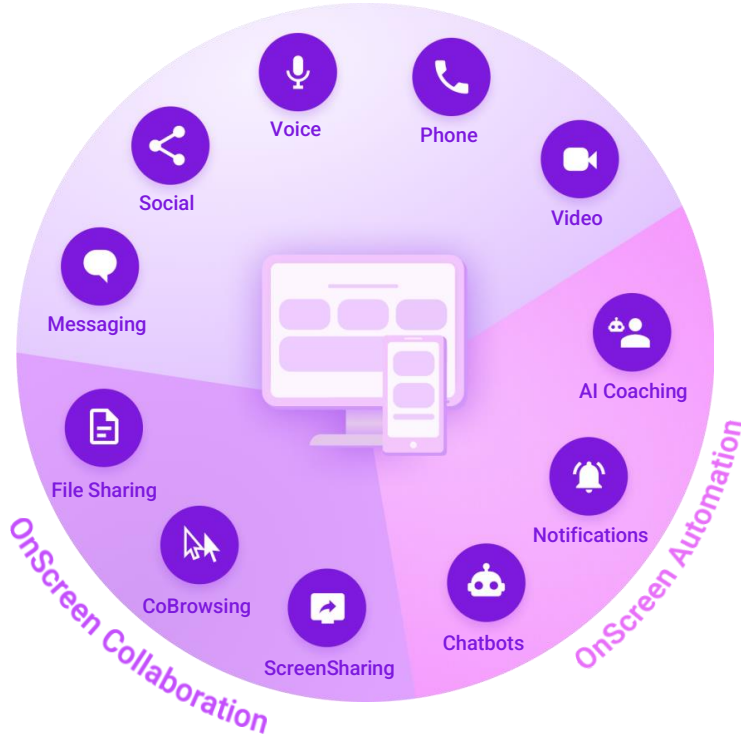 Voice
Phone
Social
Video
Messaging
AI Coaching
File Sharing
Notifications
CoBrowsing
Chatbots
ScreenSharing
OnScreen Collaboration
OnScreen Automation